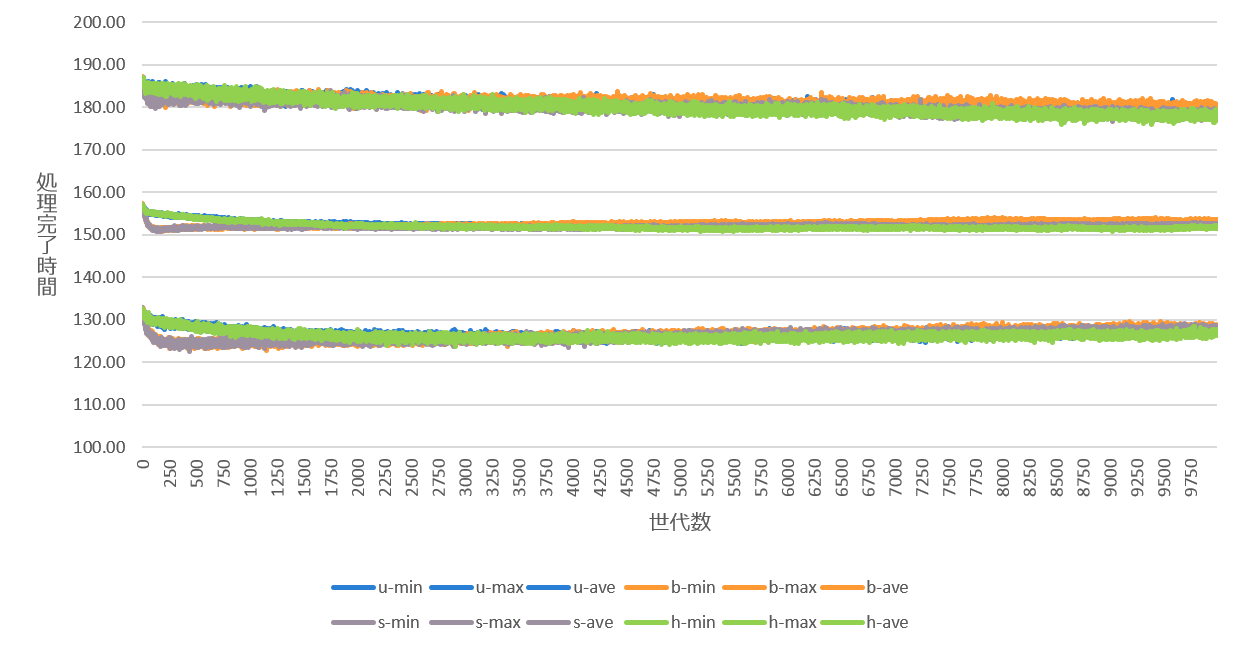 200.00
190.00
180.00
170.00
160.00
150.00
140.00
130.00
120.00
110.00
100.00
処理完了時間
0 250 500 750 1000 1250 1500 1750 2000 2250 2500 2750 3000 3250 3500 3750 4000 4250 4500 4750 5000 5250 5500 5750 6000 6250 6500 6750 7000 7250 7500 7750 8000 8250 8500 8750 9000 9250 9500 9750
世代数
u-min u-max u-ave b-min b-max b-ave
s-min s-max s-ave h-min h-max h-ave